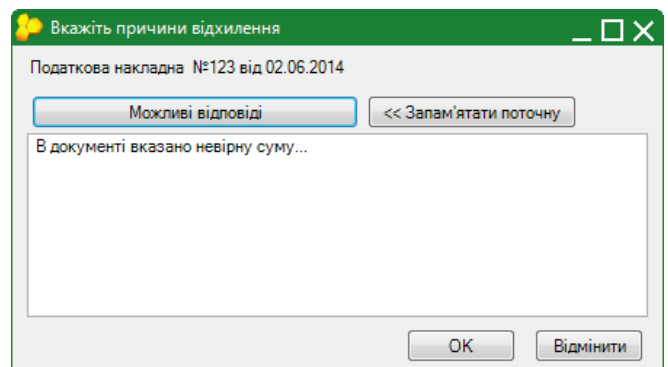 Вкажіть причини відхилення
Податкова накладна №123 від 02.06.2014
Можливі відповіді
<< Запам'ятати поточну
В документі вказано невірну суму...
OK
Відмінити